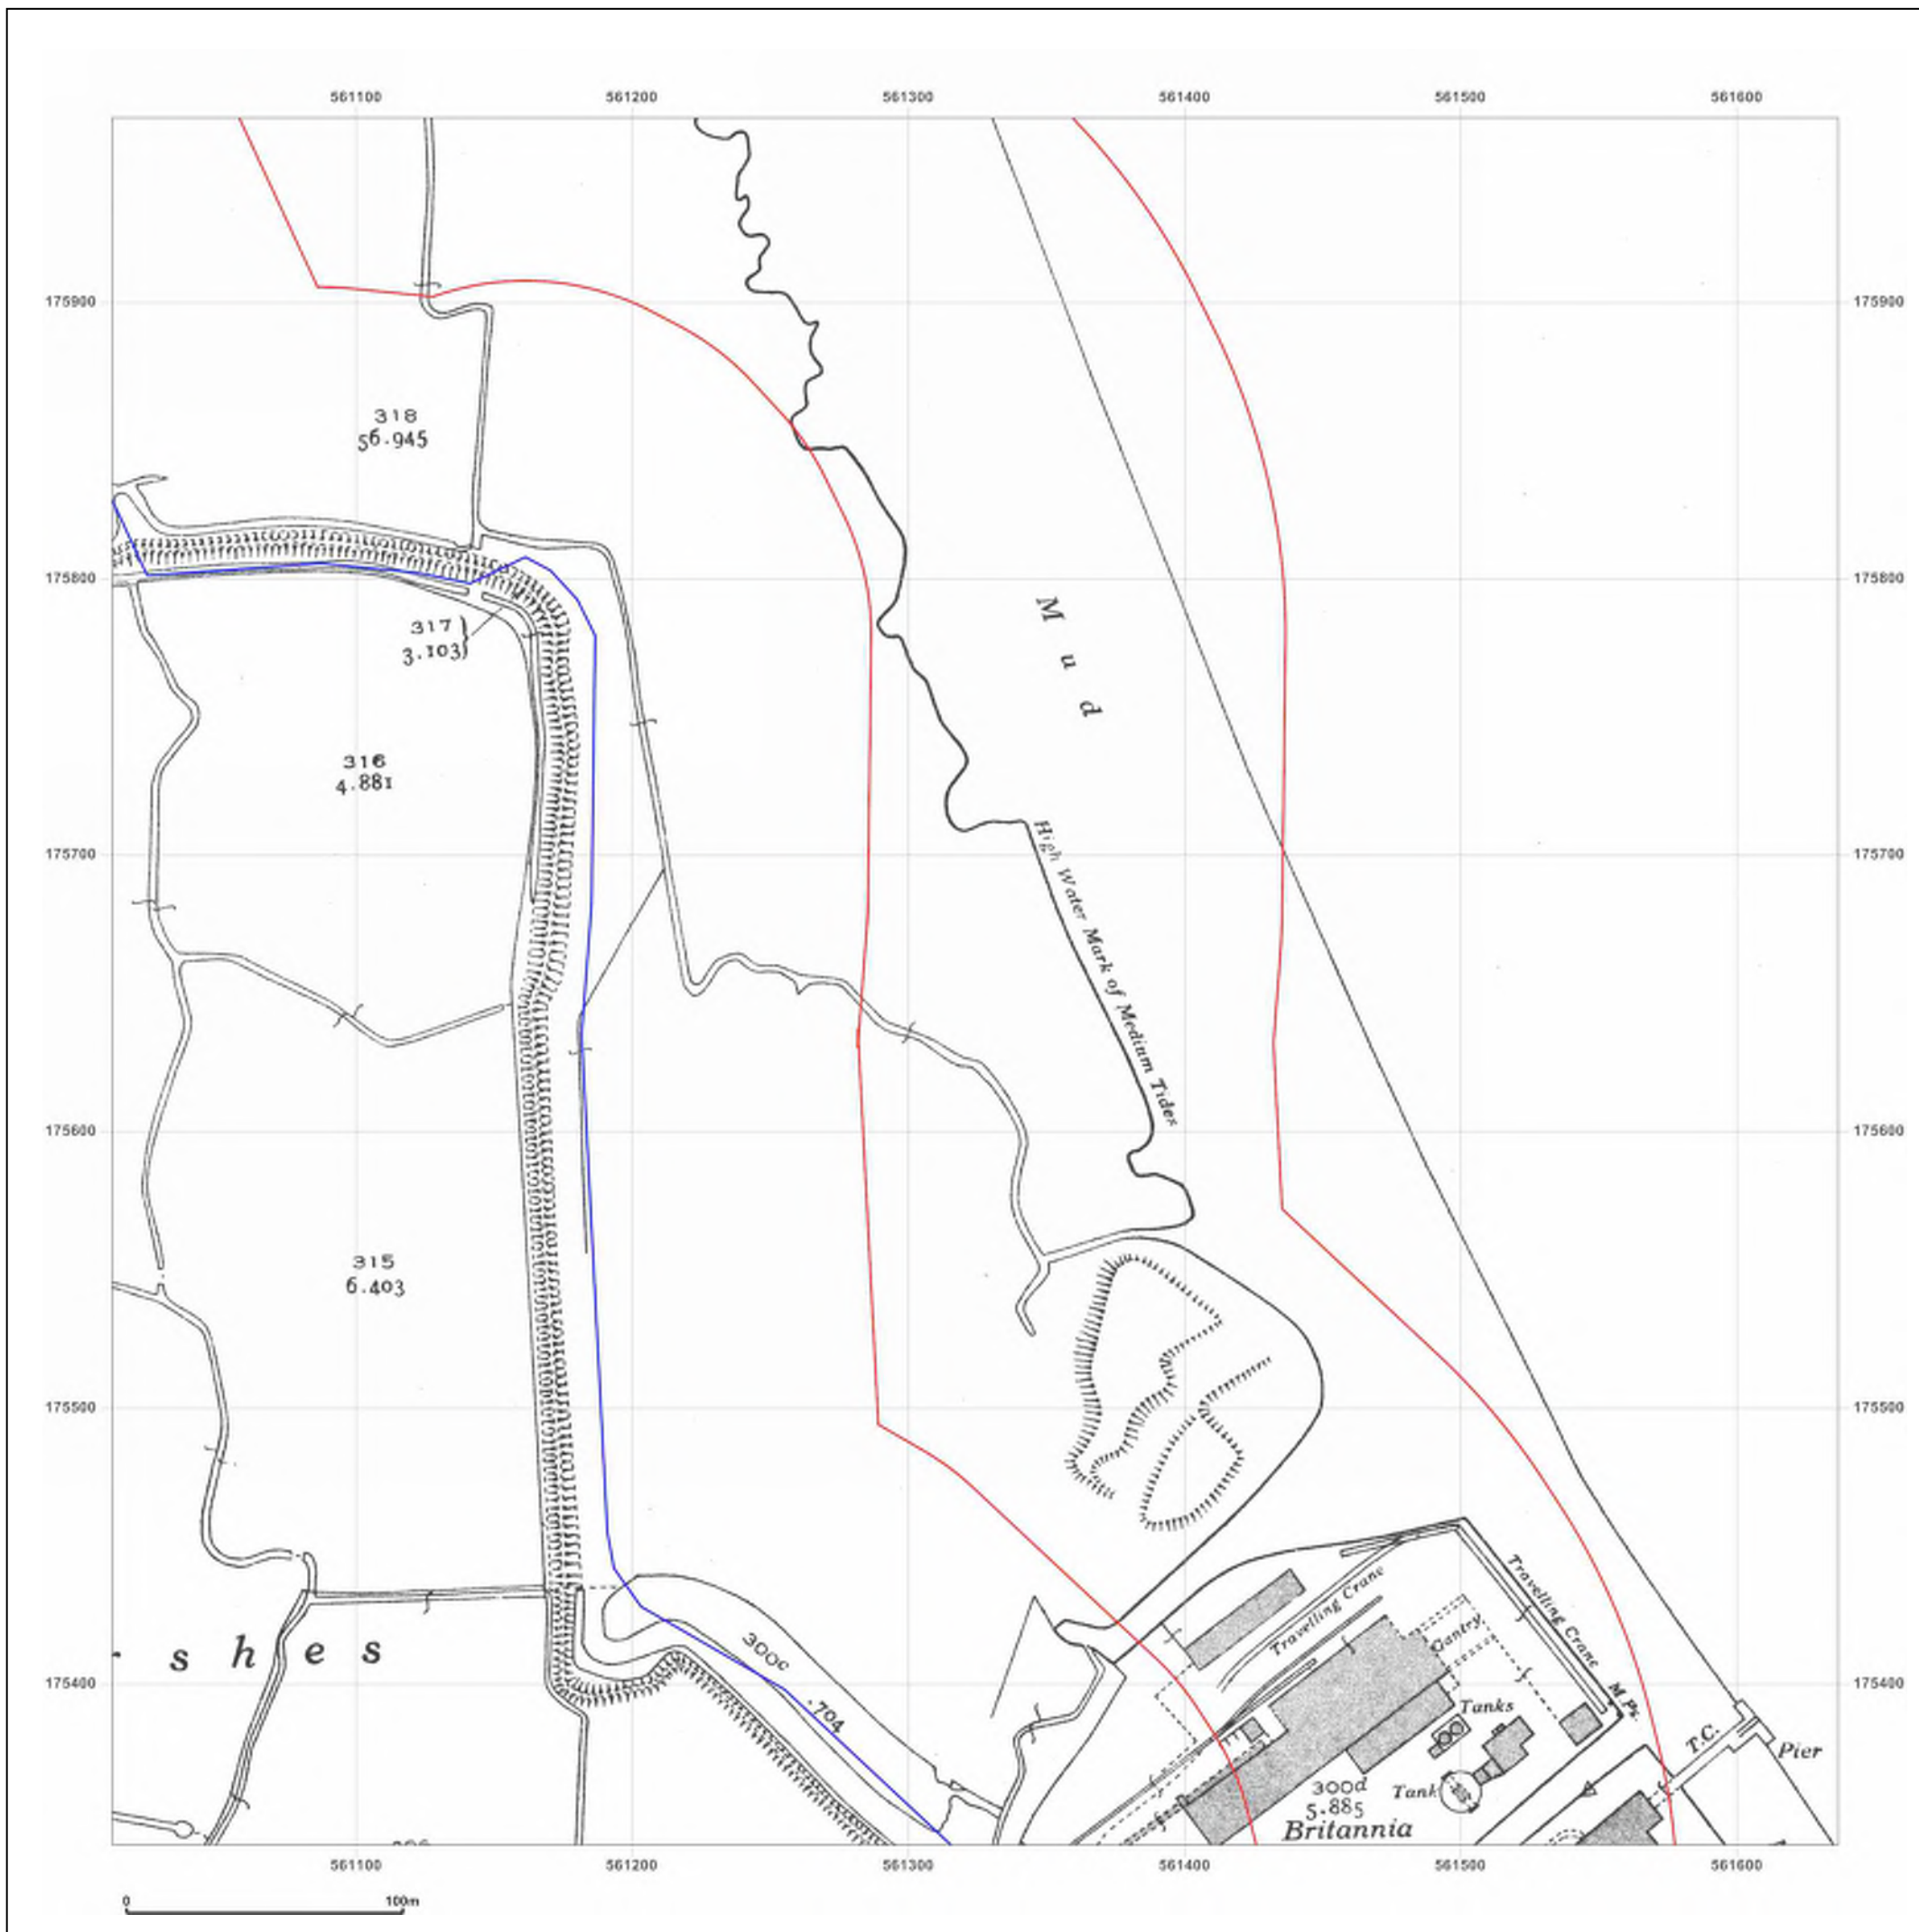 561100 561200 561300 561400 561500 561600
175900 175900
318
56.945
175800 175800
M u d
317
3.103
316
4.881
175700 175700
High Water Mark of Medium Tides
175600 175600
315
6.403
175500 175500
Travelling Crane
Travelling Crane
Gantry
s h e s
300c
.704
175400 175400
M Ps.
Tanks
T.C.
Pier
Tank
300d
5.885
Britannia
561100 561200 561300 561400 561500 561600
0 100m